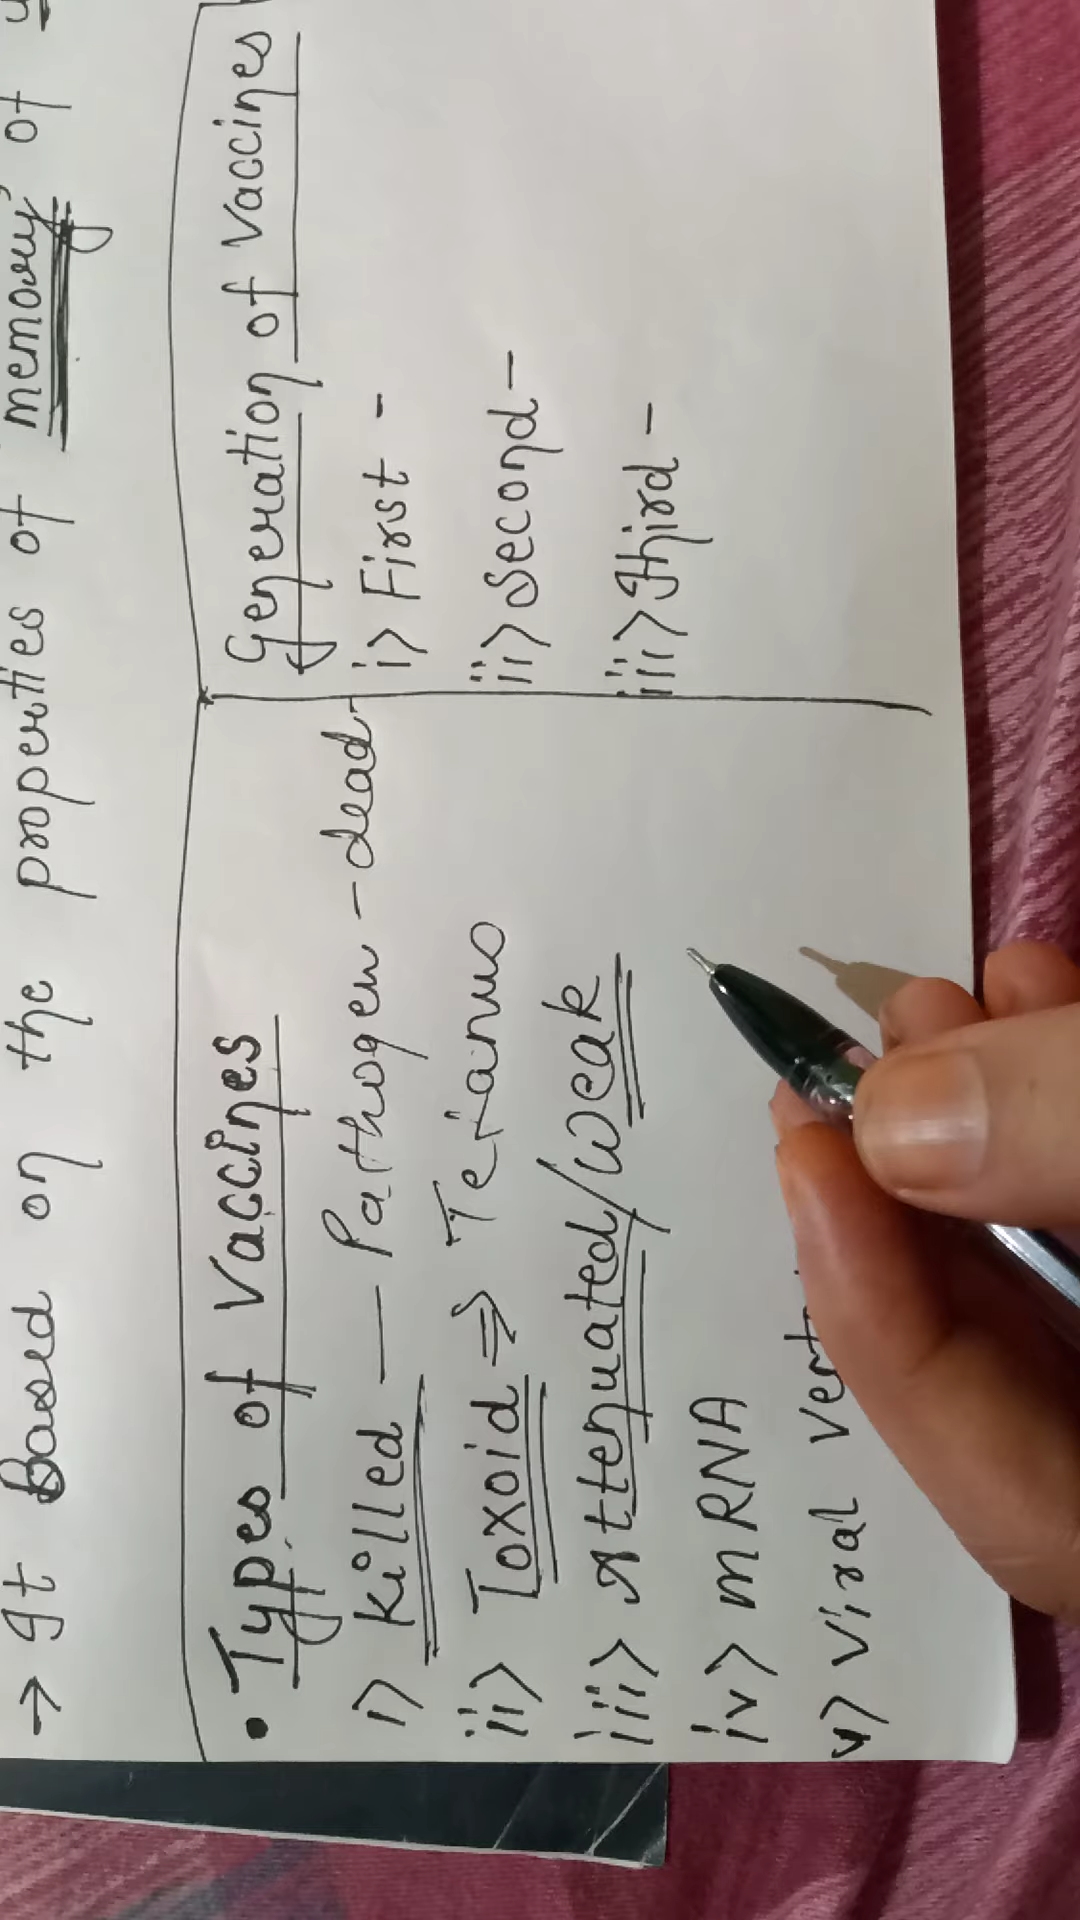 → It Based on the properties of 'memory' of
• Types of Vaccines
i> Killed — Pathogen - dead
ii> Toxoid ⇒ Tetanus
iii> Attenuated/Weak
iv> mRNA
v> Viral
Generation of Vaccines
i> First -
ii> Second -
iii> Third -